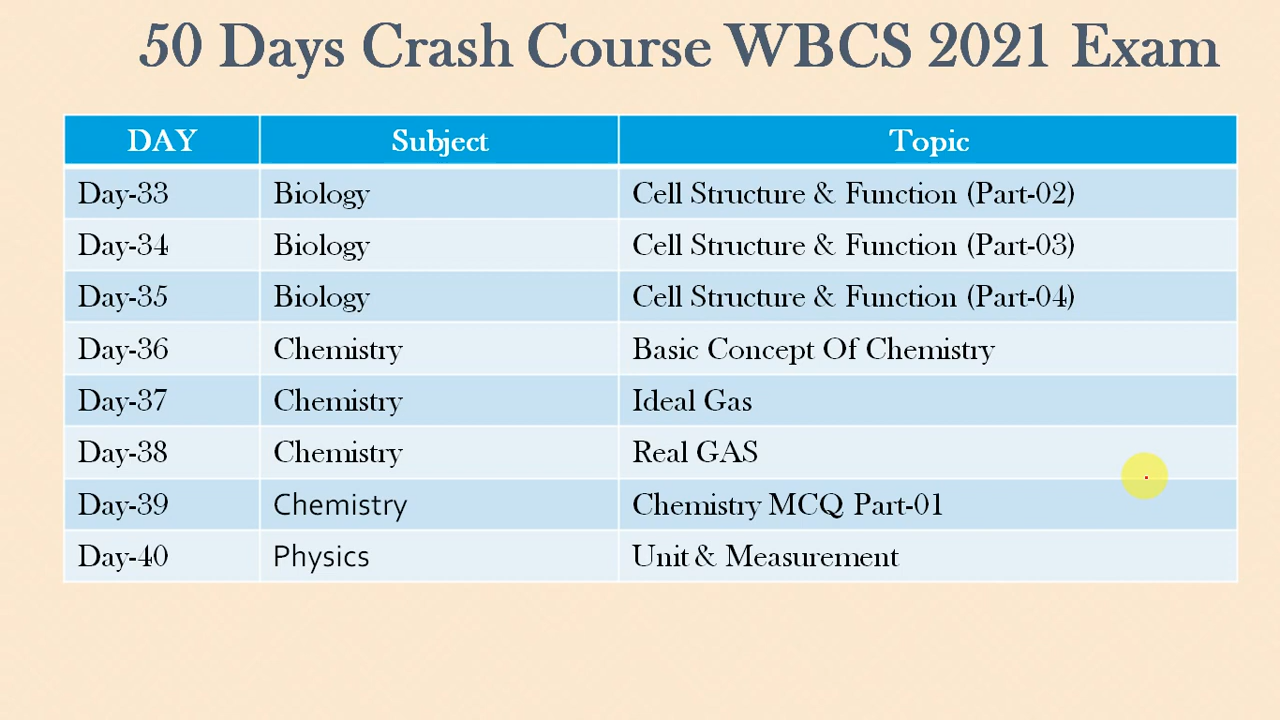 50 Days Crash Course WBCS 2021 Exam
DAY Subject Topic
Day-33 Biology Cell Structure & Function (Part-02)
Day-34 Biology Cell Structure & Function (Part-03)
Day-35 Biology Cell Structure & Function (Part-04)
Day-36 Chemistry Basic Concept Of Chemistry
Day-37 Chemistry Ideal Gas
Day-38 Chemistry Real GAS
Day-39 Chemistry Chemistry MCQ Part-01
Day-40 Physics Unit & Measurement